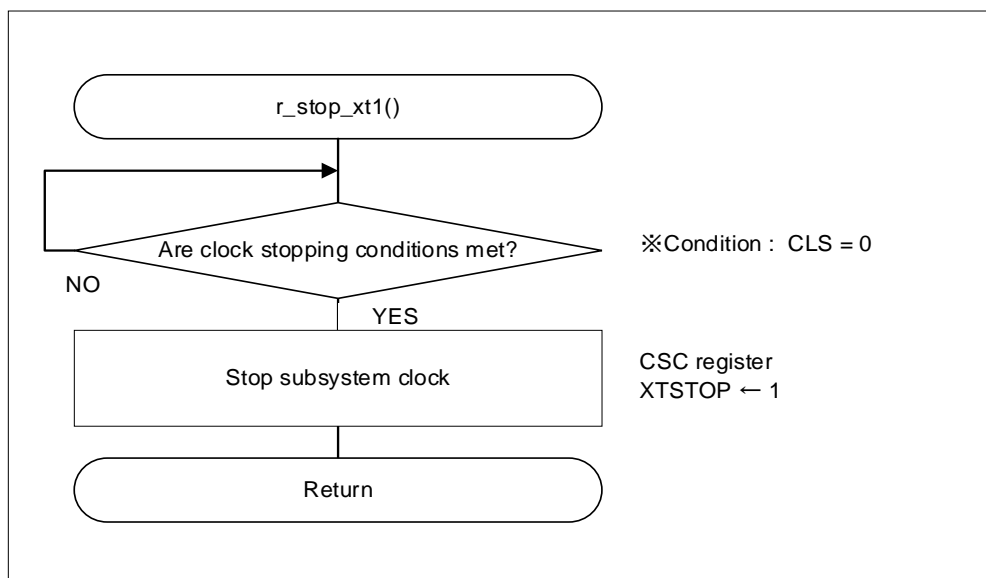 r_stop_xt1()
Are clock stopping conditions met?
※Condition : CLS = 0
NO
YES
Stop subsystem clock
CSC register
XTSTOP ← 1
Return